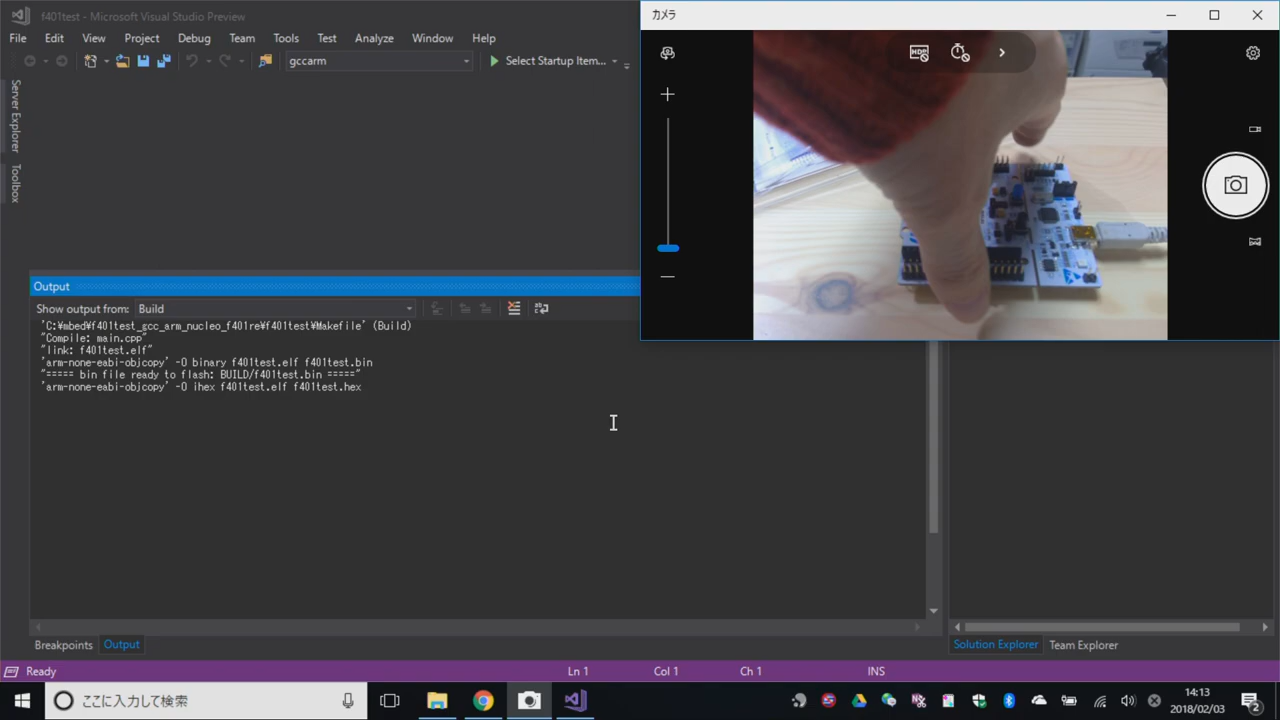 f401test - Microsoft Visual Studio Preview
File Edit View Project Debug Team Tools Test Analyze Window Help
gccarm
Select Startup Item...
Server Explorer
Toolbox
カメラ
HDR
Output
Show output from: Build
'C:¥mbed¥f401test_gcc_arm_nucleo_f401re¥f401test¥Makefile' (Build)
"Compile: main.cpp"
"link: f401test.elf"
'arm-none-eabi-objcopy' -O binary f401test.elf f401test.bin
"===== bin file ready to flash: BUILD/f401test.bin ====="
'arm-none-eabi-objcopy' -O ihex f401test.elf f401test.hex
Breakpoints Output
Solution Explorer Team Explorer
Ready Ln 1 Col 1 Ch 1 INS
ここに入力して検索
14:13
2018/02/03
2